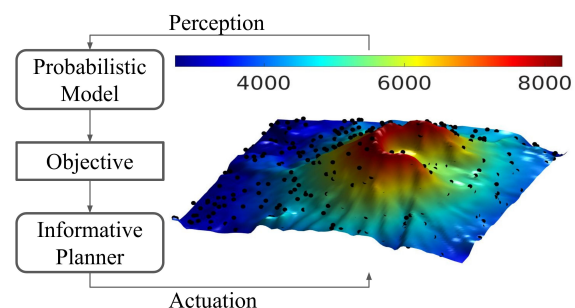 Perception
Probabilistic
Model
4000 6000 8000
Objective
Informative
Planner
Actuation